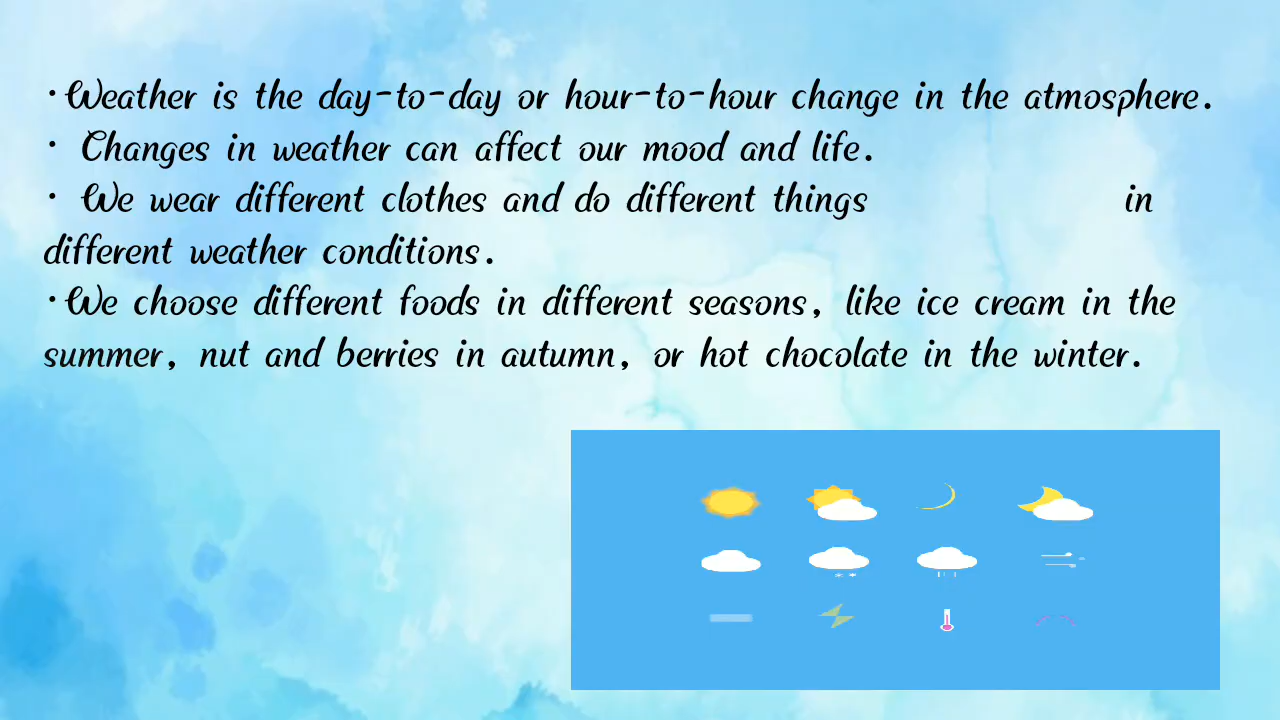 ·Weather is the day-to-day or hour-to-hour change in the atmosphere.
· Changes in weather can affect our mood and life.
· We wear different clothes and do different things in
different weather conditions.
·We choose different foods in different seasons, like ice cream in the
summer, nut and berries in autumn, or hot chocolate in the winter.